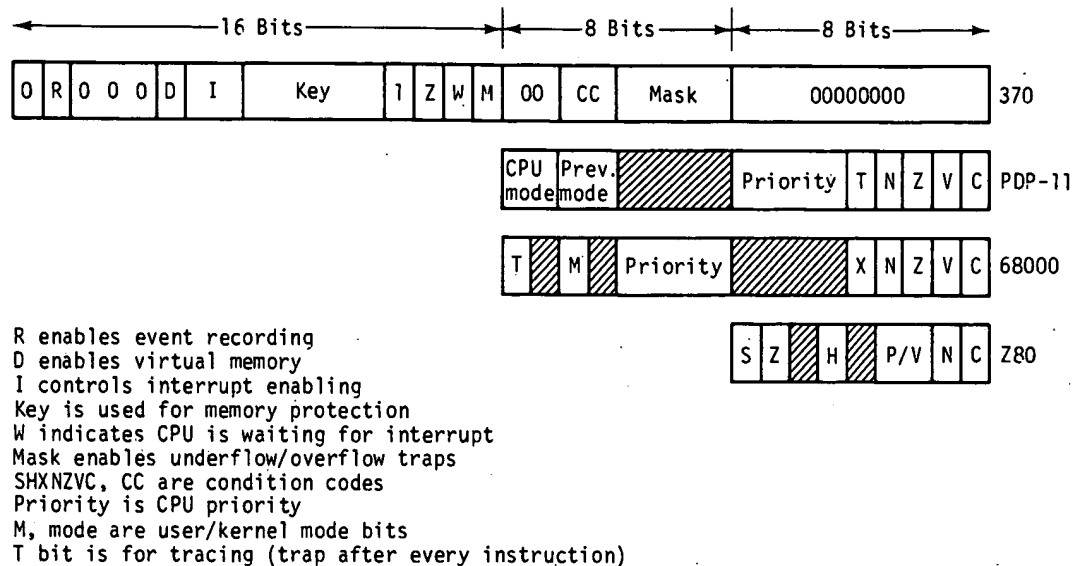 16 Bits 8 Bits 8 Bits
0 R 0 0 0 D I Key 1 Z W M 00 CC Mask 00000000 370
CPU mode Prev. mode Priority T N Z V C PDP-11
T M Priority X N Z V C 68000
S Z H P/V N C Z80
R enables event recording
D enables virtual memory
I controls interrupt enabling
Key is used for memory protection
W indicates CPU is waiting for interrupt
Mask enables underflow/overflow traps
SHXNZVC, CC are condition codes
Priority is CPU priority
M, mode are user/kernel mode bits
T bit is for tracing (trap after every instruction)